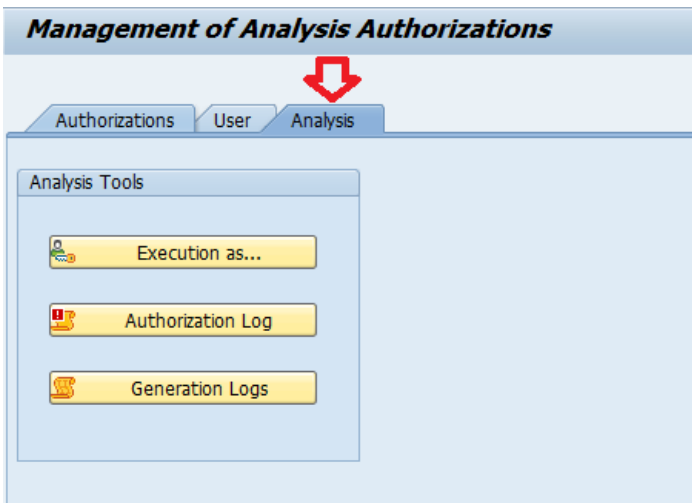 Management of Analysis Authorizations
Authorizations User Analysis
Analysis Tools
Execution as...
Authorization Log
Generation Logs